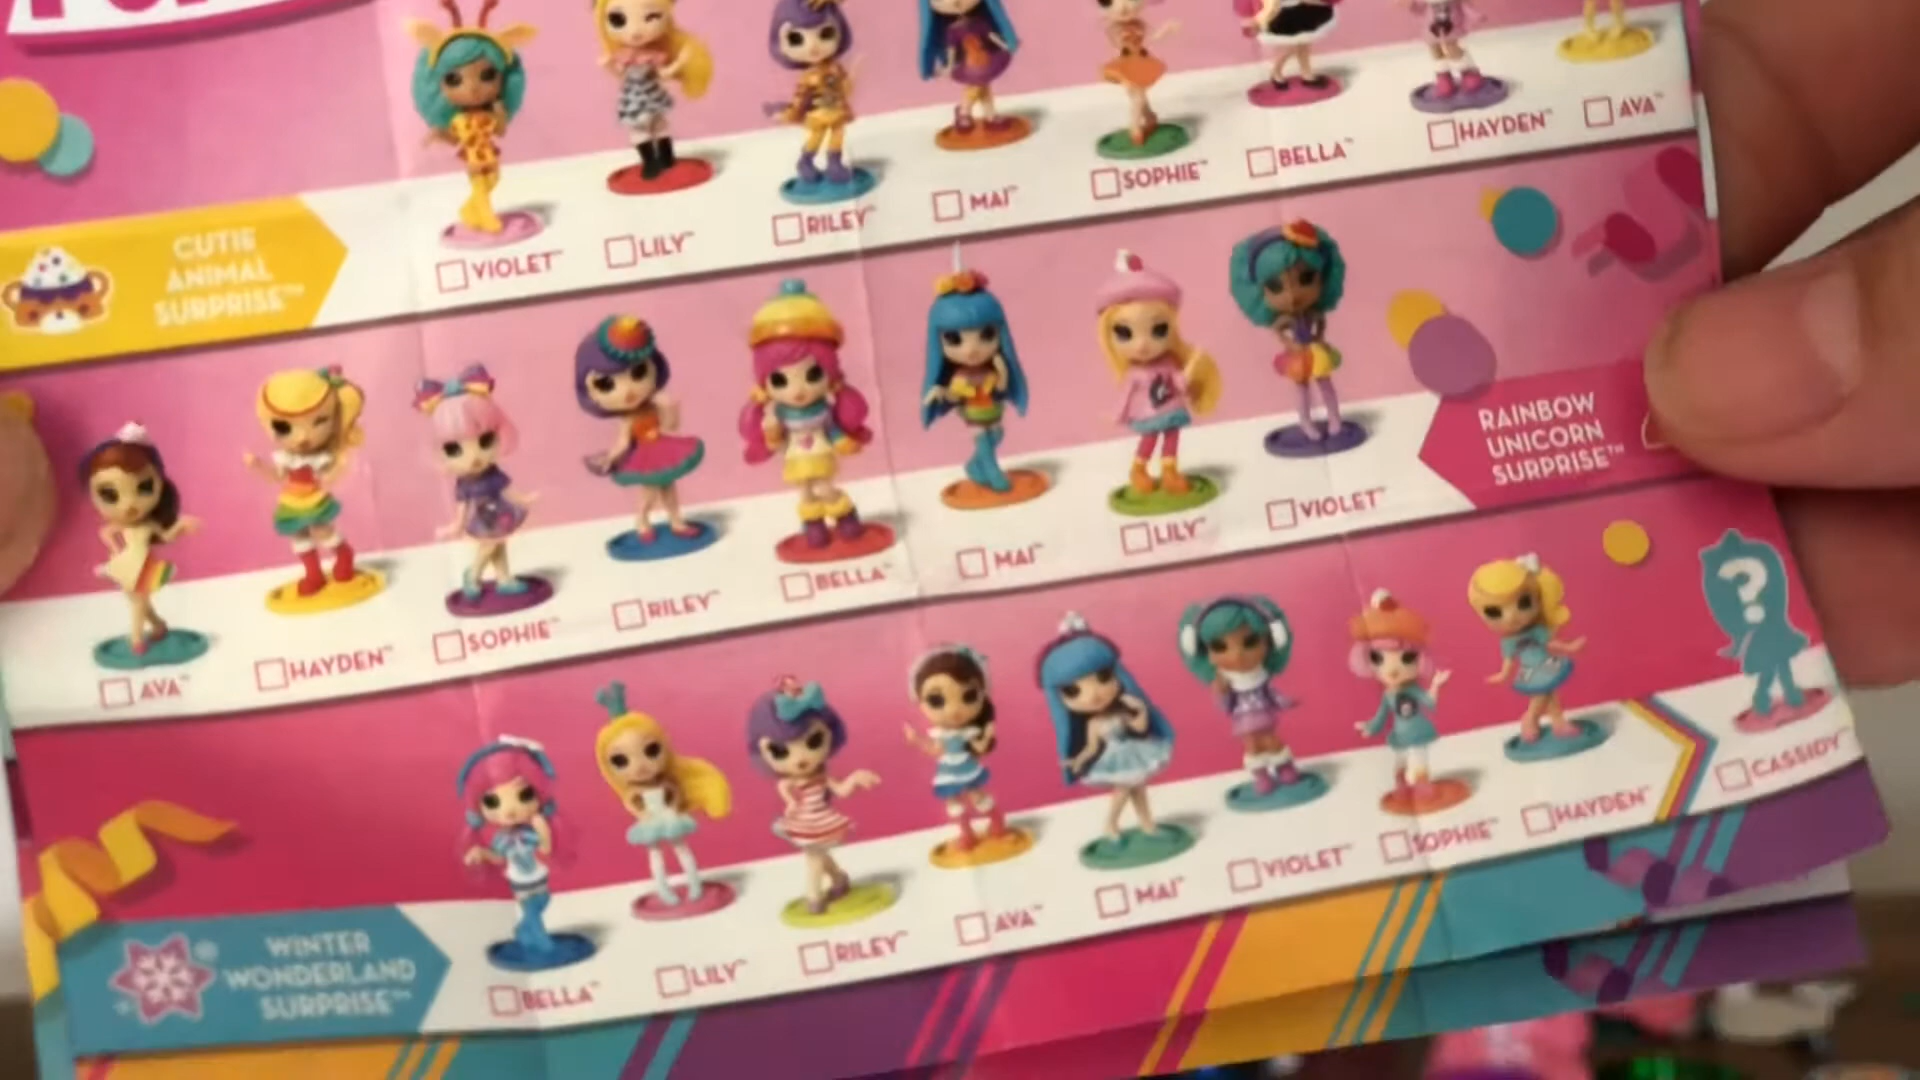 CUTIE
ANIMAL
SURPRISE™
VIOLET™
LILY™
RILEY™
MAI™
SOPHIE™
BELLA™
HAYDEN™
AVA™
AVA™
HAYDEN™
SOPHIE™
RILEY™
BELLA™
MAI™
LILY™
VIOLET™
RAINBOW
UNICORN
SURPRISE™
WINTER
WONDERLAND
SURPRISE™
BELLA™
LILY™
RILEY™
AVA™
MAI™
VIOLET™
SOPHIE™
HAYDEN™
?
CASSIDY™